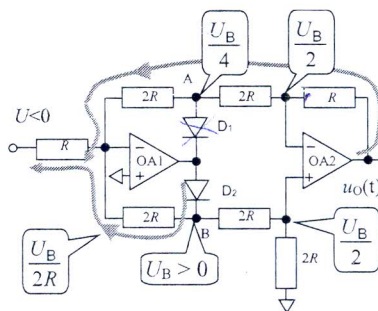 U_B
4
U_B
2
A
2R
2R
R
U<0
R
D₁
−
+
OA1
−
+
OA2
D₂
u_O(t)
2R
2R
B
U_B
2R
U_B > 0
2R
U_B
2